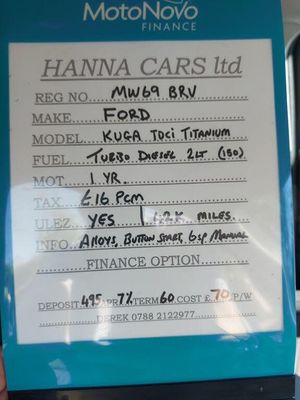 MotoNovo
FINANCE
HANNA CARS ltd
REG NO. MW69 BRV
MAKE FORD
MODEL KUGA TDCi TITANIUM
FUEL TURBO DIESEL 2LT (150)
MOT 1 YR.
TAX £16 PCM
ULEZ YES 62K MILES
INFO ALLOYS, BUTTON START, 6SP MANUAL
FINANCE OPTION
DEPOSIT 495 APR 7% TERM 60 COST £ 70 P/W
DEREK 0788 2122977